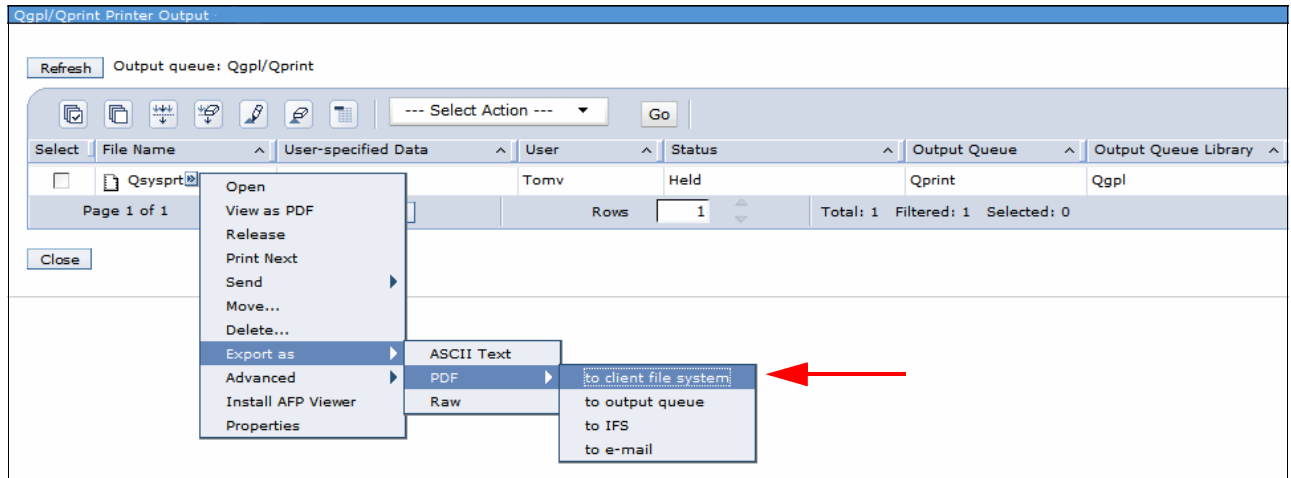 Qgpl/Qprint Printer Output
Refresh Output queue: Qgpl/Qprint
--- Select Action --- Go
Select File Name User-specified Data User Status Output Queue Output Queue Library
Qsysprt Tomv Held Qprint Qgpl
Page 1 of 1 Rows 1 Total: 1 Filtered: 1 Selected: 0
Close
Open
View as PDF
Release
Print Next
Send
Move...
Delete...
Export as
Advanced
Install AFP Viewer
Properties
ASCII Text
PDF
Raw
to client file system
to output queue
to IFS
to e-mail